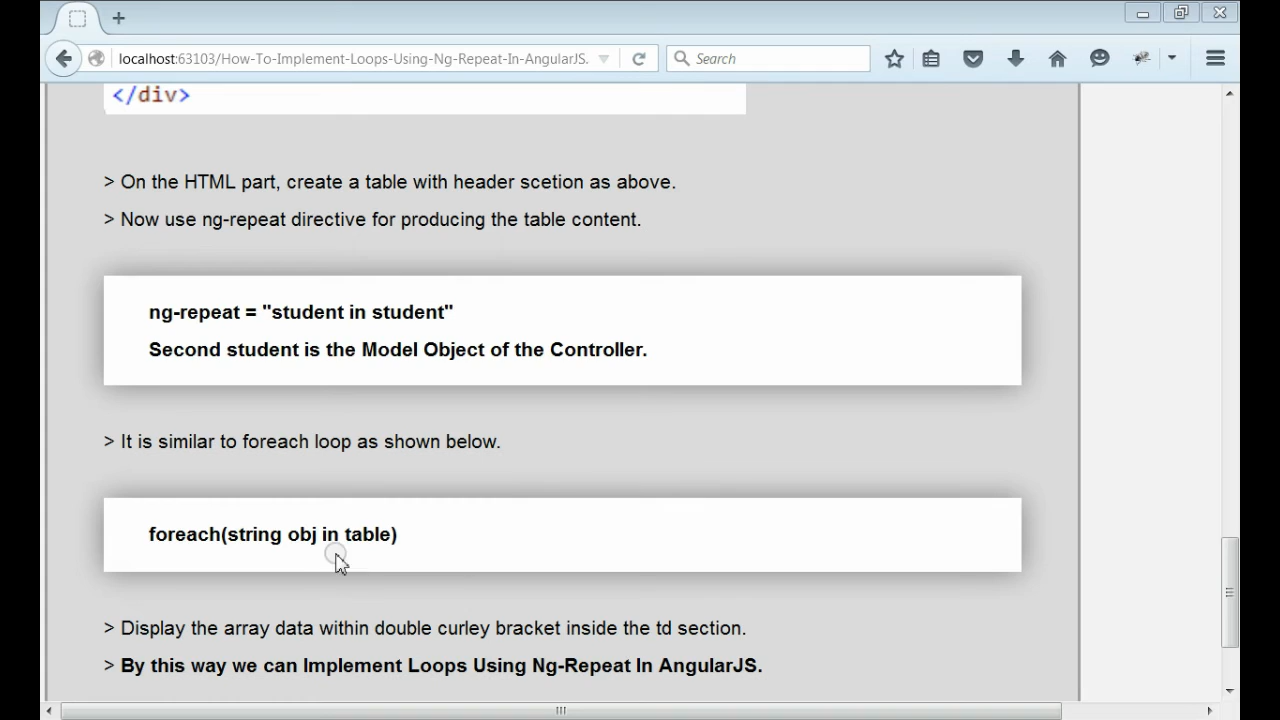 localhost:63103/How-To-Implement-Loops-Using-Ng-Repeat-In-AngularJS.
Search
</div>
> On the HTML part, create a table with header scetion as above.
> Now use ng-repeat directive for producing the table content.
ng-repeat = "student in student"
Second student is the Model Object of the Controller.
> It is similar to foreach loop as shown below.
foreach(string obj in table)
> Display the array data within double curley bracket inside the td section.
> By this way we can Implement Loops Using Ng-Repeat In AngularJS.